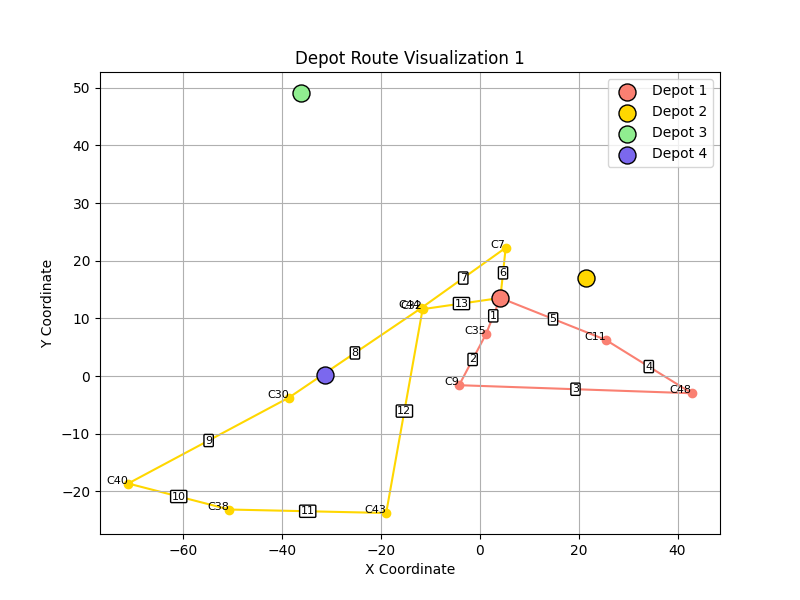 Depot Route Visualization 1
Depot 1
Depot 2
Depot 3
Depot 4
Y Coordinate
50
40
30
20
10
0
−10
−20
C7
7
6
13
1
5
C35
C11
8
2
C9
3
4
C48
C30
12
9
C40
10
C38
11
C43
−60
−40
−20
0
20
40
X Coordinate